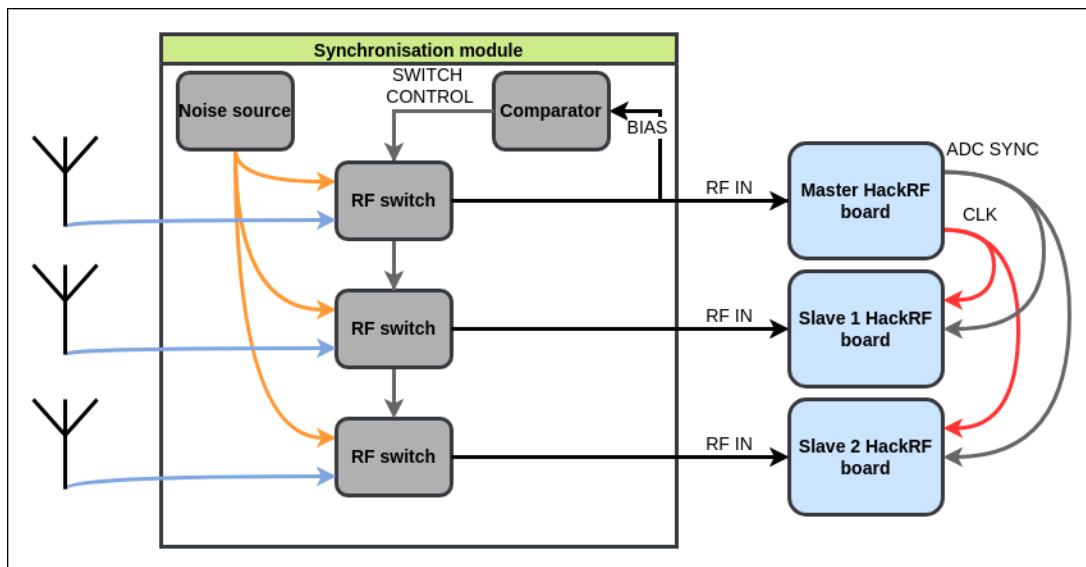 Synchronisation module
Noise source
SWITCH
CONTROL
Comparator
BIAS
RF switch
RF IN
Master HackRF
board
ADC SYNC
CLK
RF switch
RF IN
Slave 1 HackRF
board
RF switch
RF IN
Slave 2 HackRF
board